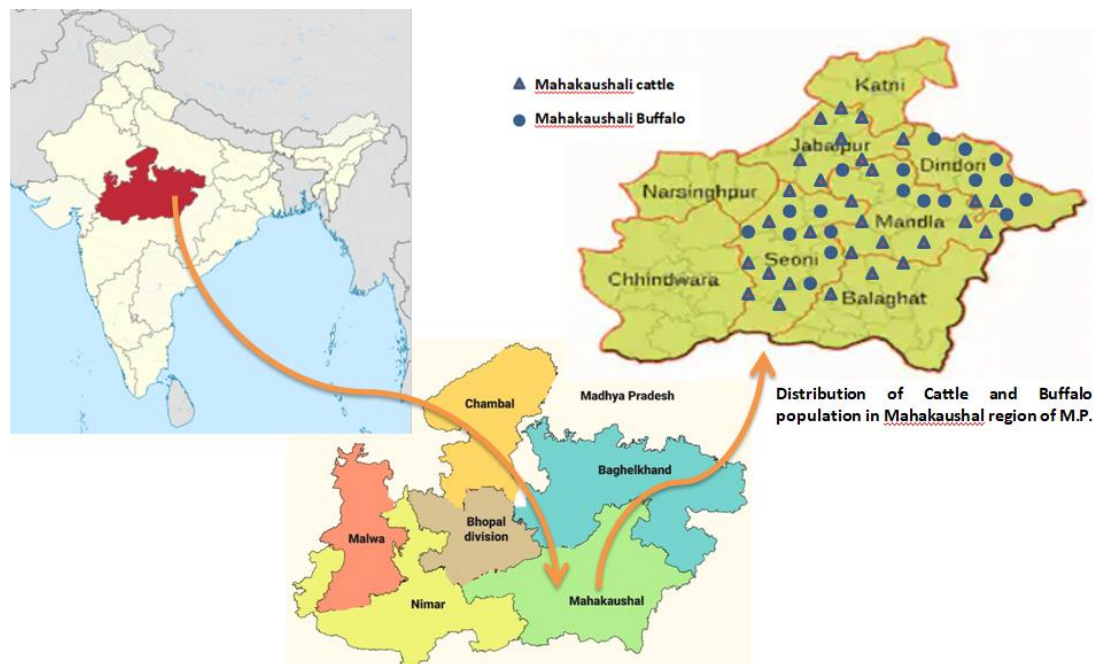 Mahakaushali cattle
Mahakaushali Buffalo
Katni
Jabalpur
Dindori
Narsinghpur
Mandla
Seoni
Chhindwara
Balaghat
Distribution of Cattle and Buffalo
population in Mahakaushal region of M.P.
Chambal
Madhya Pradesh
Baghelkhand
Bhopal
division
Malwa
Nimar
Mahakaushal